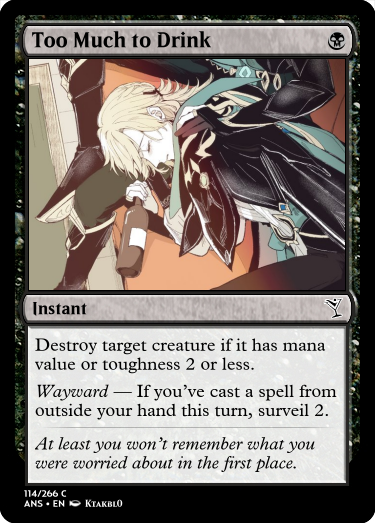 Too Much to Drink
Instant
Destroy target creature if it has mana
value or toughness 2 or less.
Wayward — If you've cast a spell from
outside your hand this turn, surveil 2.
At least you won't remember what you
were worried about in the first place.
114/266 C
ANS • EN Ktakbl0